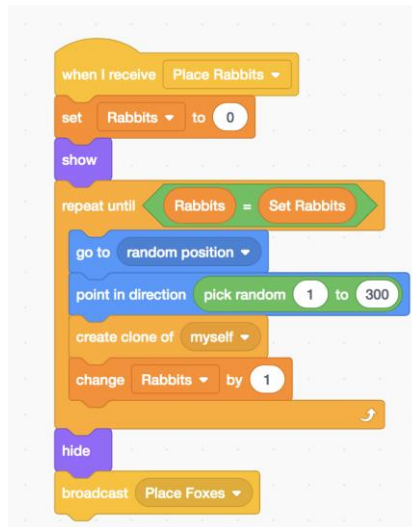 when I receive Place Rabbits
set Rabbits to 0
show
repeat until Rabbits = Set Rabbits
go to random position
point in direction pick random 1 to 300
create clone of myself
change Rabbits by 1
hide
broadcast Place Foxes